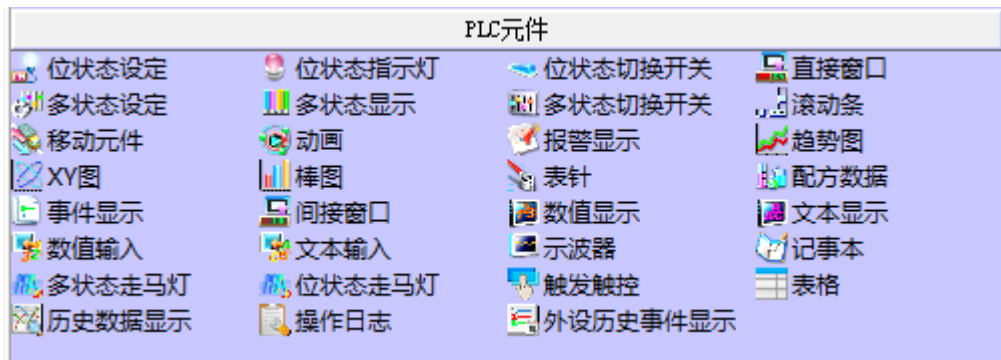 PLC元件
位状态设定 位状态指示灯 位状态切换开关 直接窗口
多状态设定 多状态显示 多状态切换开关 滚动条
移动元件 动画 报警显示 趋势图
XY图 棒图 表针 配方数据
事件显示 间接窗口 数值显示 文本显示
数值输入 文本输入 示波器 记事本
多状态走马灯 位状态走马灯 触发触控 表格
历史数据显示 操作日志 外设历史事件显示